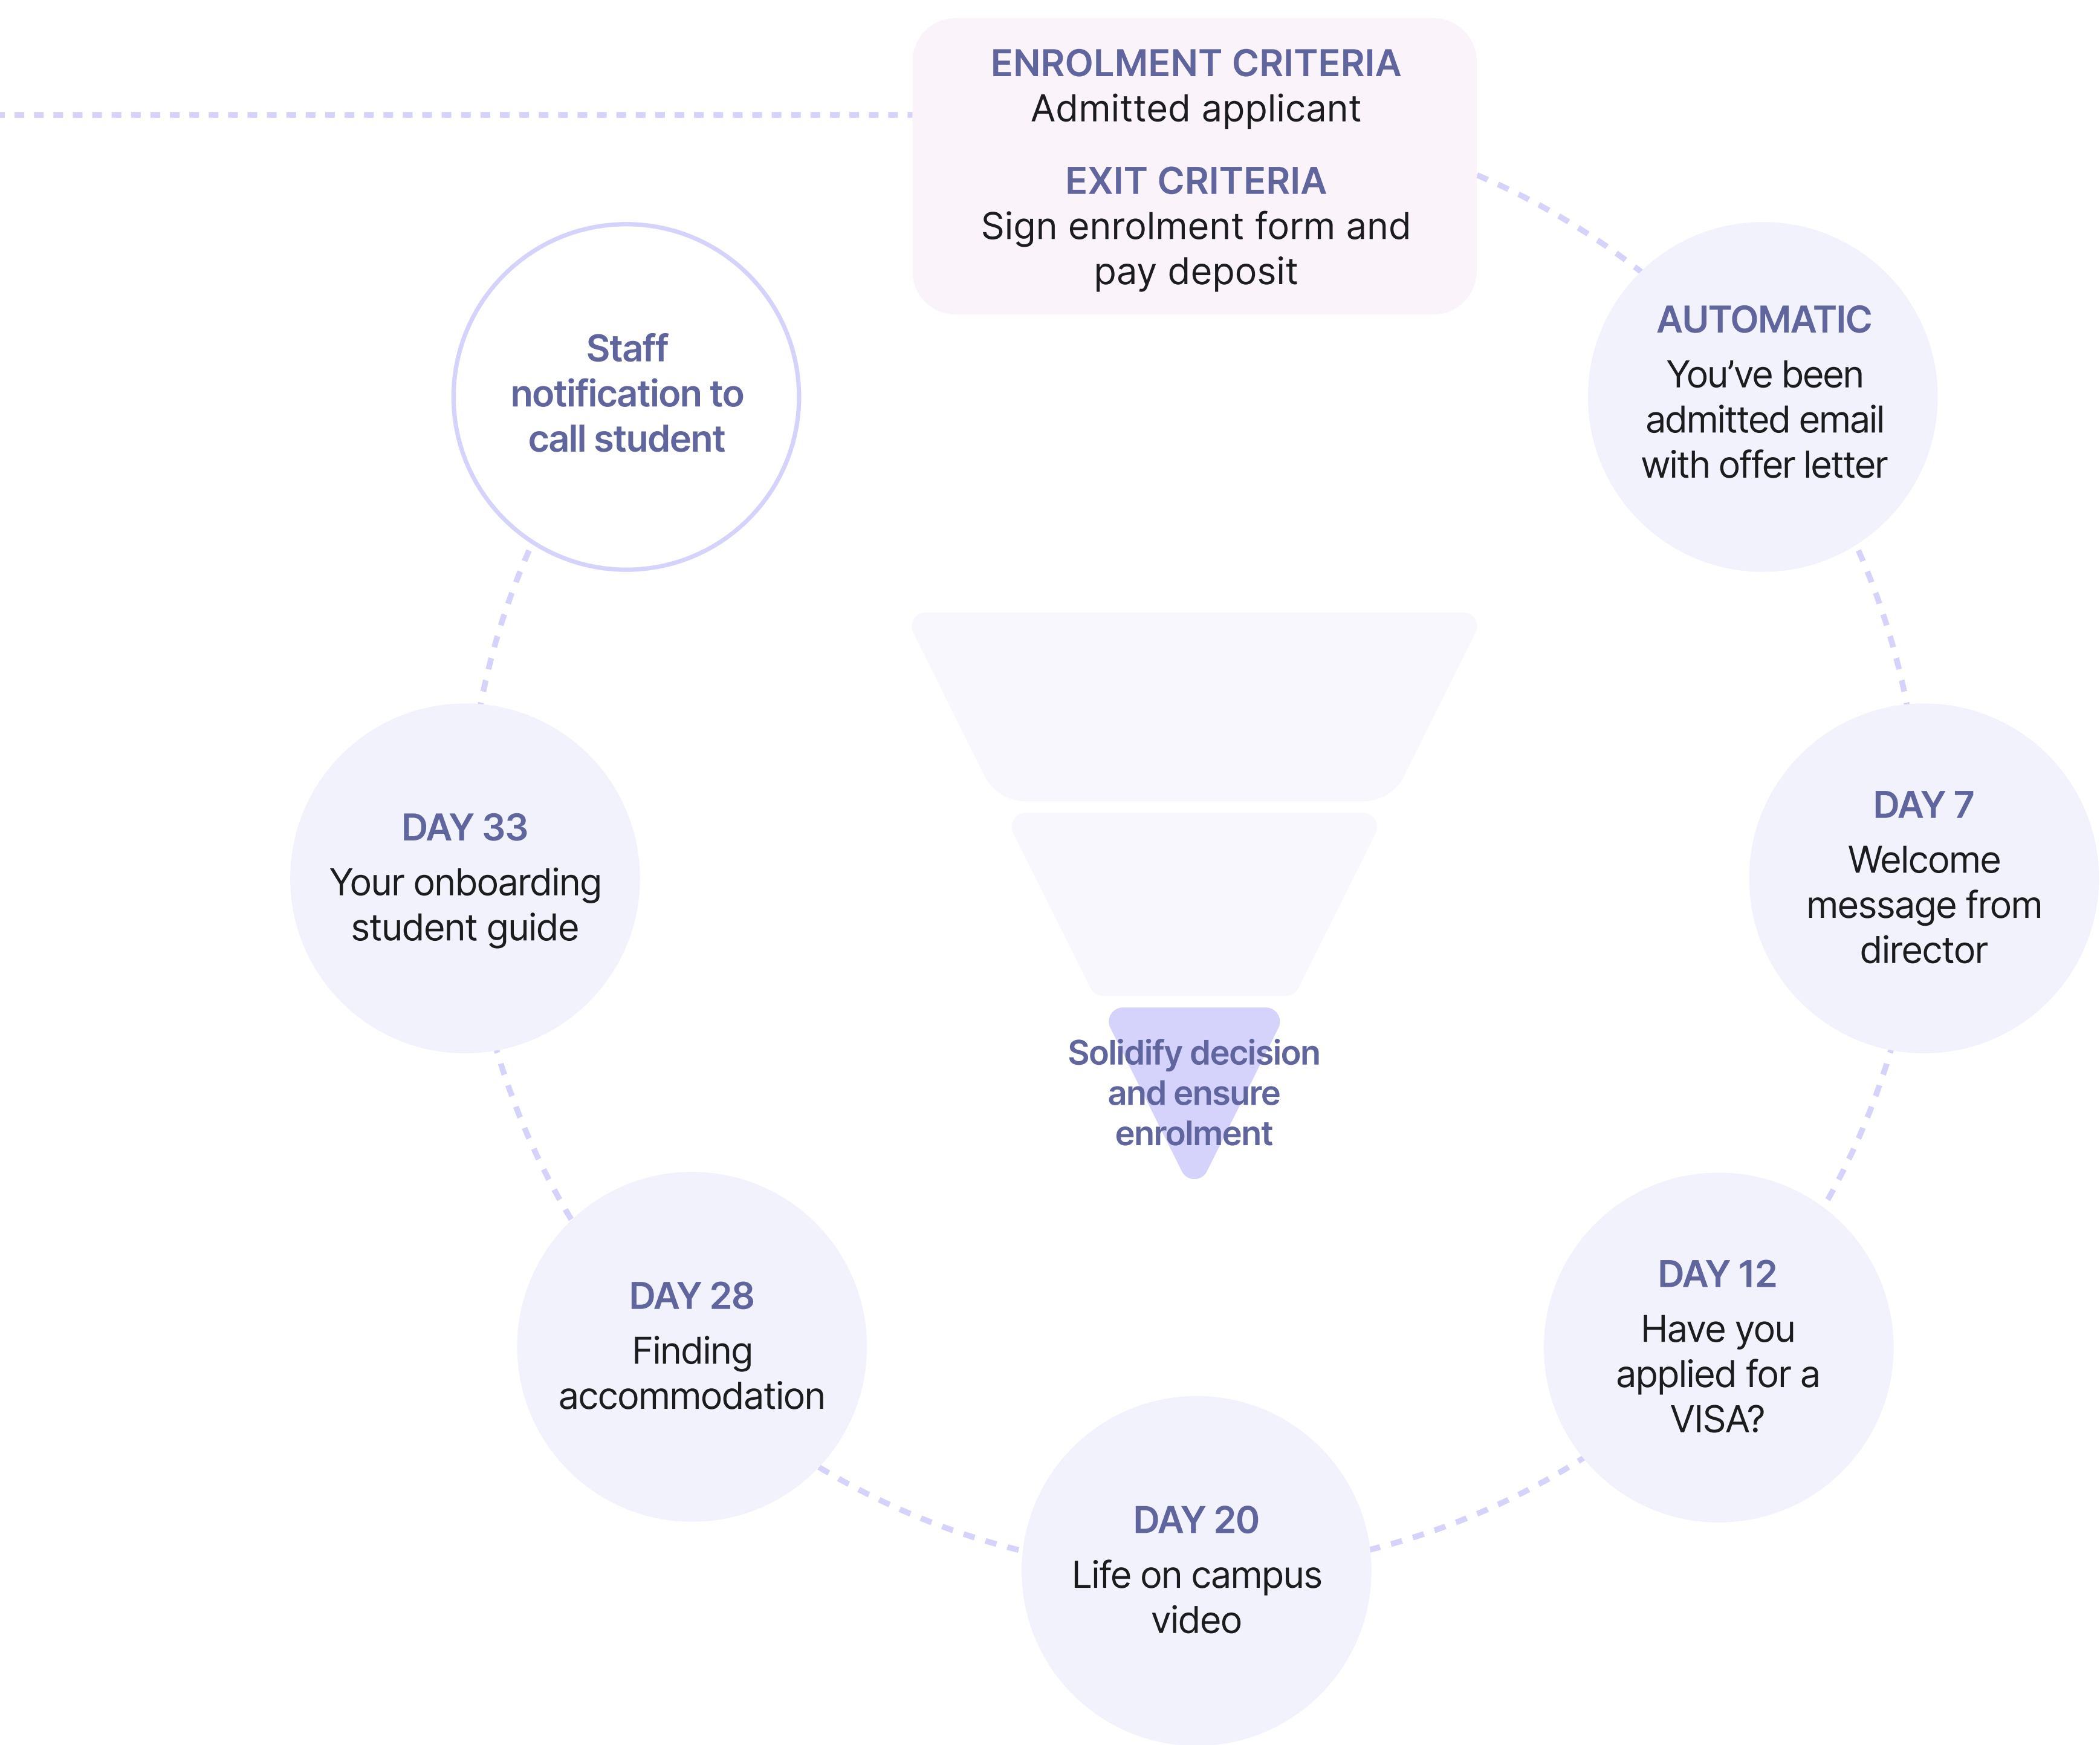 ENROLMENT CRITERIA
Admitted applicant
EXIT CRITERIA
Sign enrolment form and
pay deposit
AUTOMATIC
You’ve been
admitted email
with offer letter
DAY 7
Welcome
message from
director
DAY 12
Have you
applied for a
VISA?
DAY 20
Life on campus
video
DAY 28
Finding
accommodation
DAY 33
Your onboarding
student guide
Staff
notification to
call student
Solidify decision
and ensure
enrolment